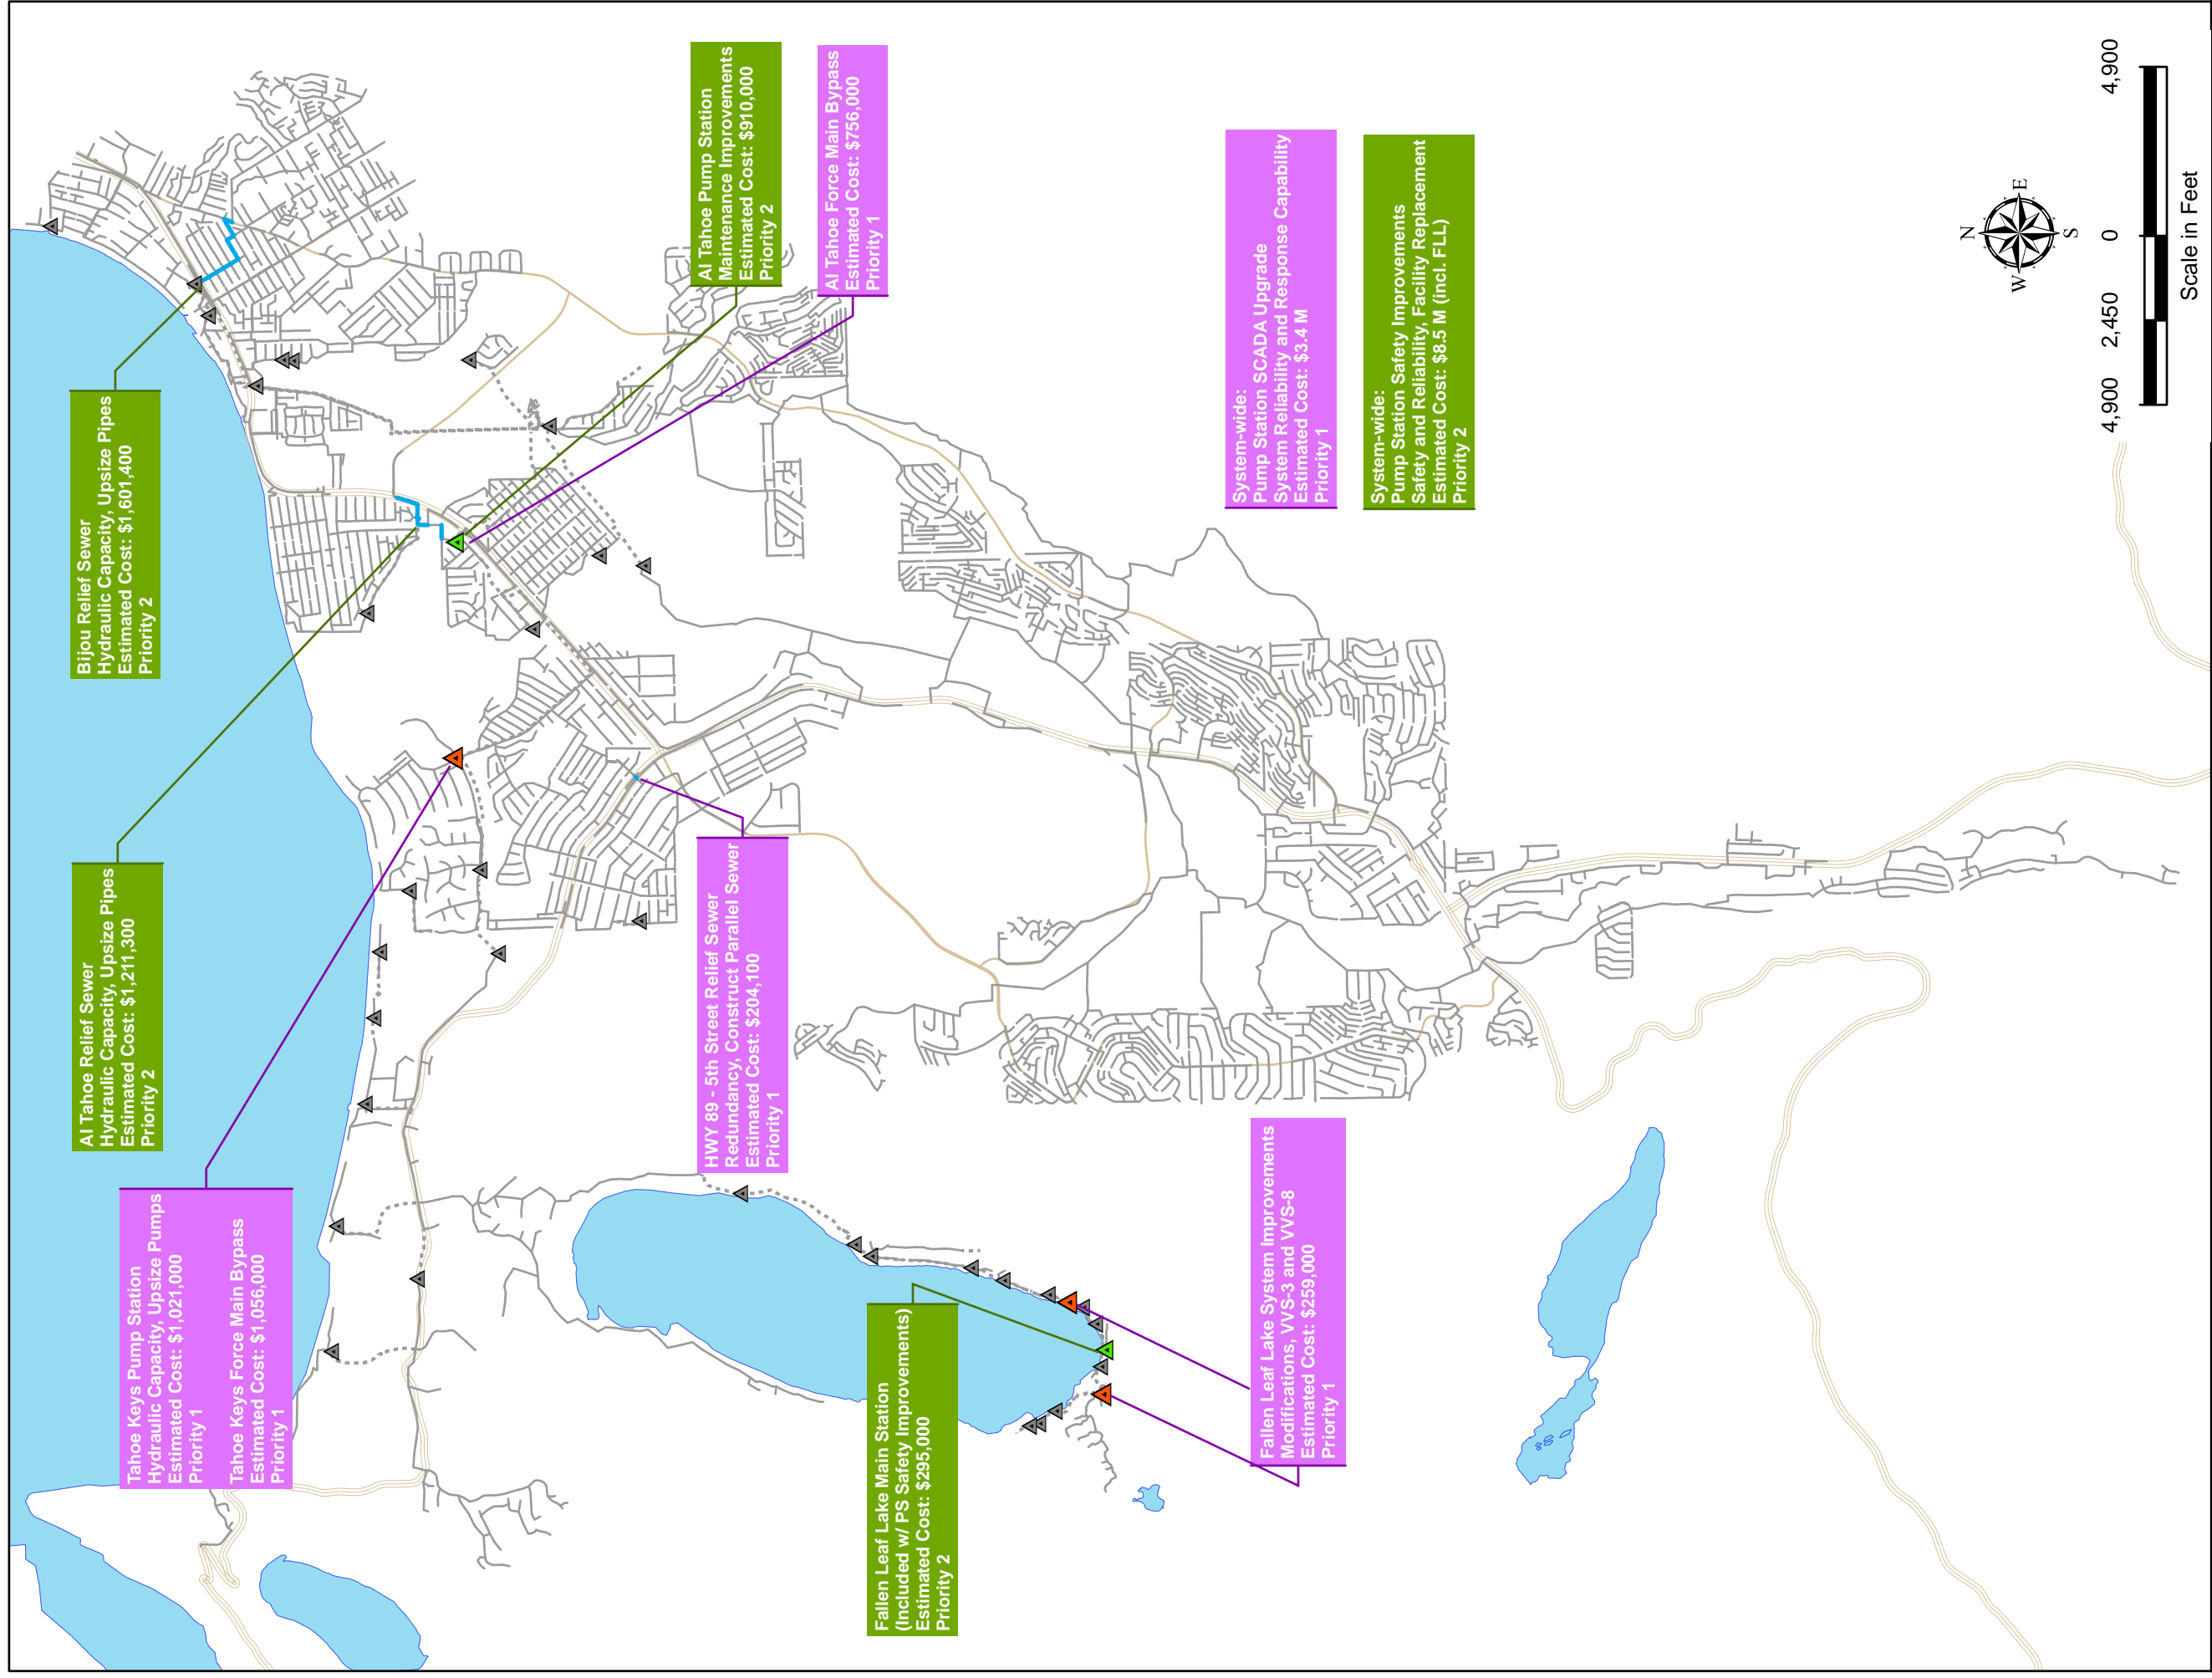 Tahoe Keys Pump Station
Hydraulic Capacity, Upsize Pumps
Estimated Cost: $1,021,000
Priority 1
Tahoe Keys Force Main Bypass
Estimated Cost: $1,056,000
Priority 1
Al Tahoe Relief Sewer
Hydraulic Capacity, Upsize Pipes
Estimated Cost: $1,211,300
Priority 2
Bijou Relief Sewer
Hydraulic Capacity, Upsize Pipes
Estimated Cost: $1,601,400
Priority 2
Al Tahoe Pump Station
Maintenance Improvements
Estimated Cost: $910,000
Priority 2
Al Tahoe Force Main Bypass
Estimated Cost: $756,000
Priority 1
HWY 89 - 5th Street Relief Sewer
Redundancy, Construct Parallel Sewer
Estimated Cost: $204,100
Priority 1
Fallen Leaf Lake Main Station
(Included w/ PS Safety Improvements)
Estimated Cost: $295,000
Priority 2
Fallen Leaf Lake System Improvements
Modifications, VVS-3 and VVS-8
Estimated Cost: $259,000
Priority 1
System-wide:
Pump Station SCADA Upgrade
System Reliability and Response Capability
Estimated Cost: $3.4 M
Priority 1
System-wide:
Pump Station Safety Improvements
Safety and Reliability, Facility Replacement
Estimated Cost: $8.5 M (incl. FLL)
Priority 2
N
W
E
S
4,900 2,450 0 4,900
Scale in Feet